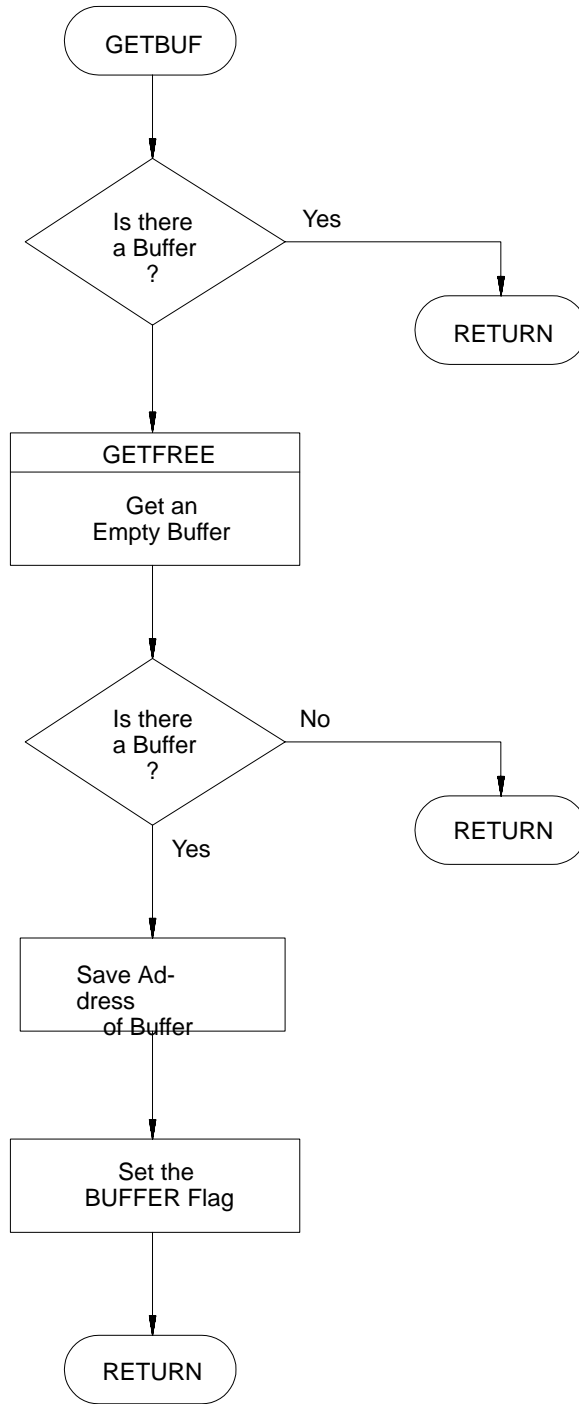 GETBUF
Is there
a Buffer
?
Yes
RETURN
GETFREE
Get an
Empty Buffer
Is there
a Buffer
?
No
RETURN
Yes
Save Ad-
dress
of Buffer
Set the
BUFFER Flag
RETURN